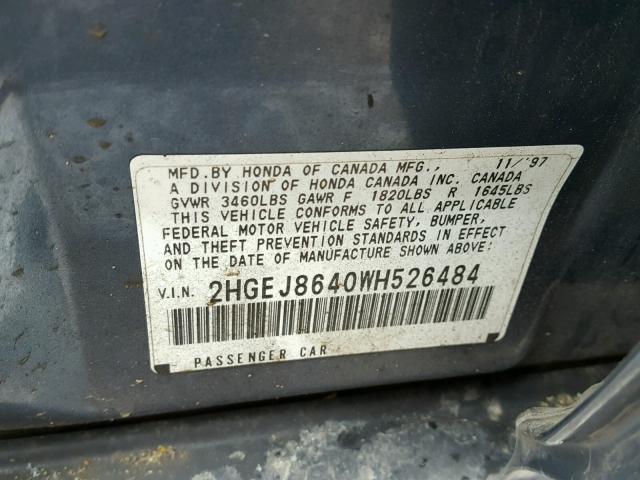 MFD. BY HONDA OF CANADA MFG., 11/'97
A DIVISION OF HONDA CANADA INC. CANADA
GVWR 3460LBS GAWR F 1820LBS R 1645LBS
THIS VEHICLE CONFORMS TO ALL APPLICABLE
FEDERAL MOTOR VEHICLE SAFETY, BUMPER,
AND THEFT PREVENTION STANDARDS IN EFFECT
ON THE DATE OF MANUFACTURE SHOWN ABOVE:
V.I.N. 2HGEJ8640WH526484
PASSENGER CAR